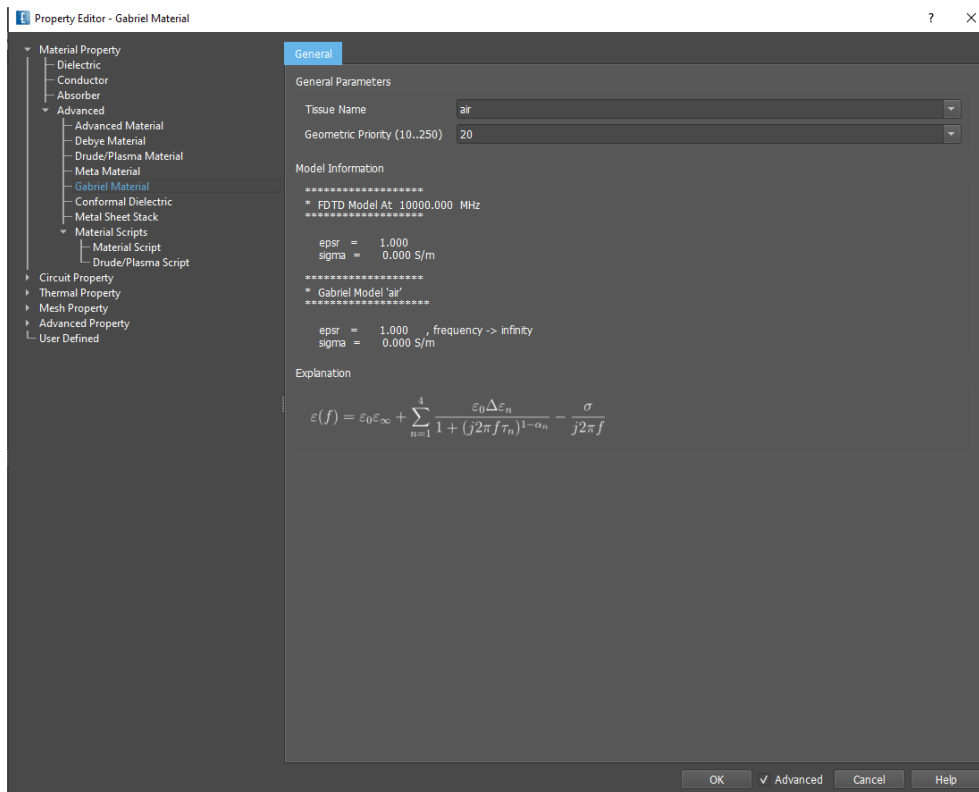 Property Editor - Gabriel Material
? ×
Material Property
Dielectric
Conductor
Absorber
Advanced
Advanced Material
Debye Material
Drude/Plasma Material
Meta Material
Gabriel Material
Conformal Dielectric
Metal Sheet Stack
Material Scripts
Material Script
Drude/Plasma Script
Circuit Property
Thermal Property
Mesh Property
Advanced Property
User Defined
General
General Parameters
Tissue Name air
Geometric Priority (10..250) 20
Model Information
*******************
* FDTD Model At 10000.000 MHz
*******************
epsr = 1.000
sigma = 0.000 S/m
*******************
* Gabriel Model 'air'
********************
epsr = 1.000 , frequency -> infinity
sigma = 0.000 S/m
Explanation
ε(f) = ε₀ε∞ + ∑ₙ₌₁⁴ ε₀Δεₙ / (1 + (j2πfτₙ)^(1−αₙ)) − σ / (j2πf)
OK ✓ Advanced Cancel Help